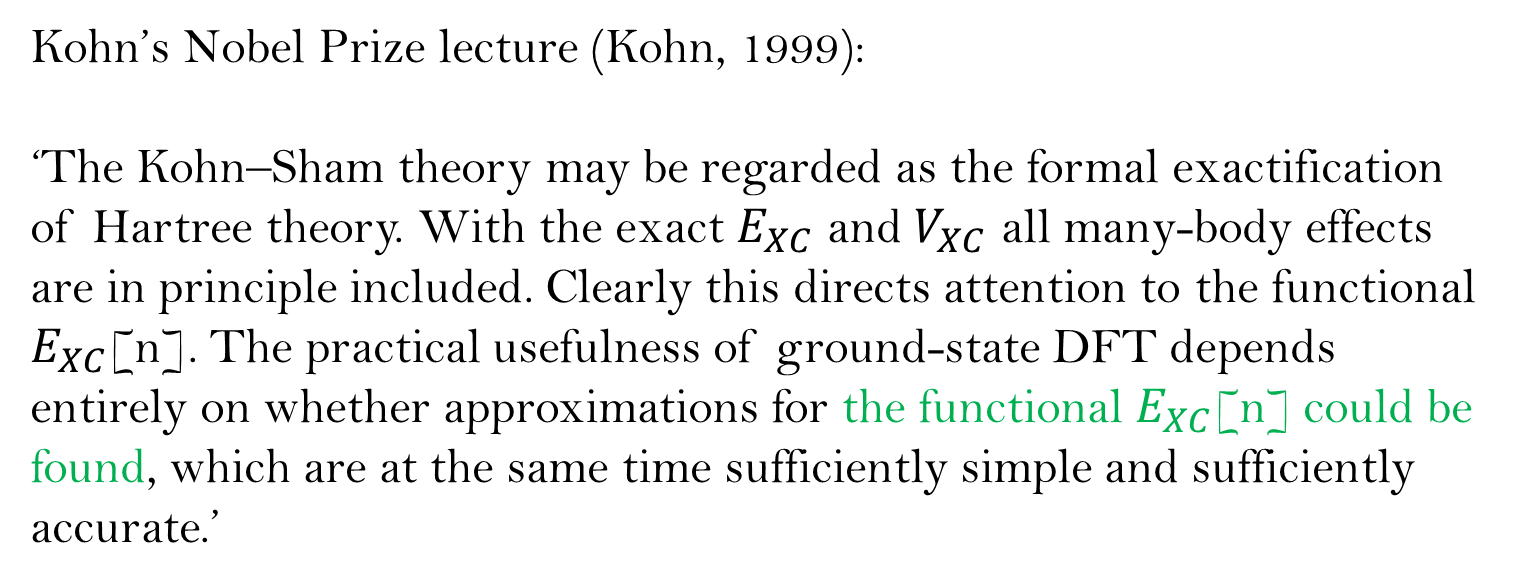 Kohn’s Nobel Prize lecture (Kohn, 1999):
‘The Kohn–Sham theory may be regarded as the formal exactification
of Hartree theory. With the exact E_XC and V_XC all many-body effects
are in principle included. Clearly this directs attention to the functional
E_XC[n]. The practical usefulness of ground-state DFT depends
entirely on whether approximations for the functional E_XC[n] could be
found, which are at the same time sufficiently simple and sufficiently
accurate.’